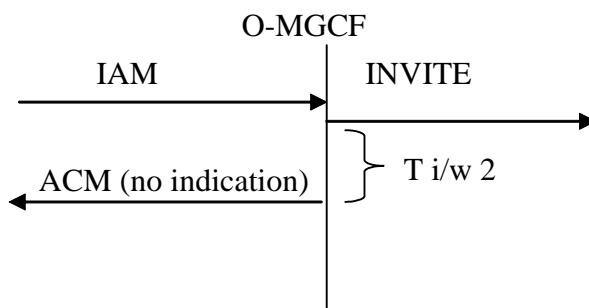 O-MGCF
IAM
INVITE
T i/w 2
ACM (no indication)